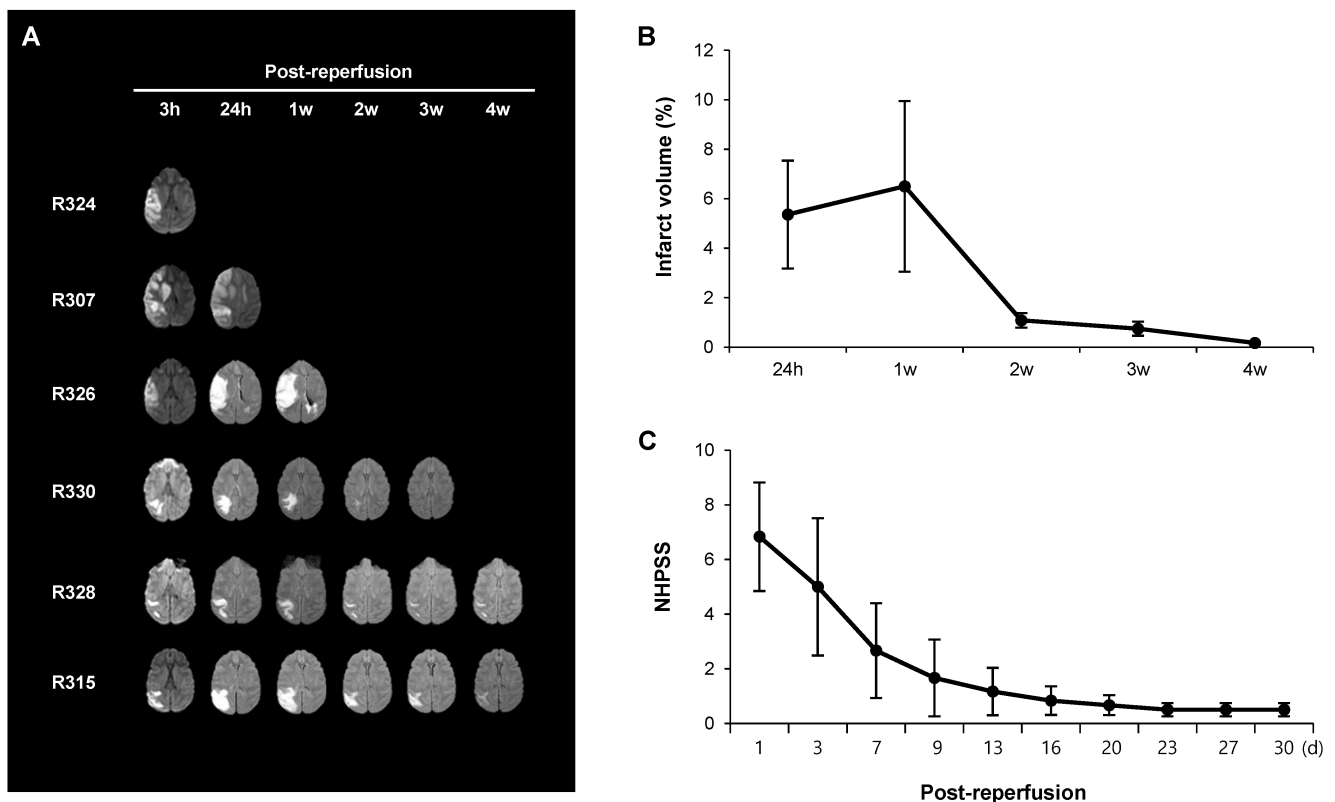 A
Post-reperfusion
3h 24h 1w 2w 3w 4w
R324
R307
R326
R330
R328
R315
B
Infarct volume (%)
12
10
8
6
4
2
0
24h 1w 2w 3w 4w
C
NHPSS
10
8
6
4
2
0
1 3 7 9 13 16 20 23 27 30 (d)
Post-reperfusion